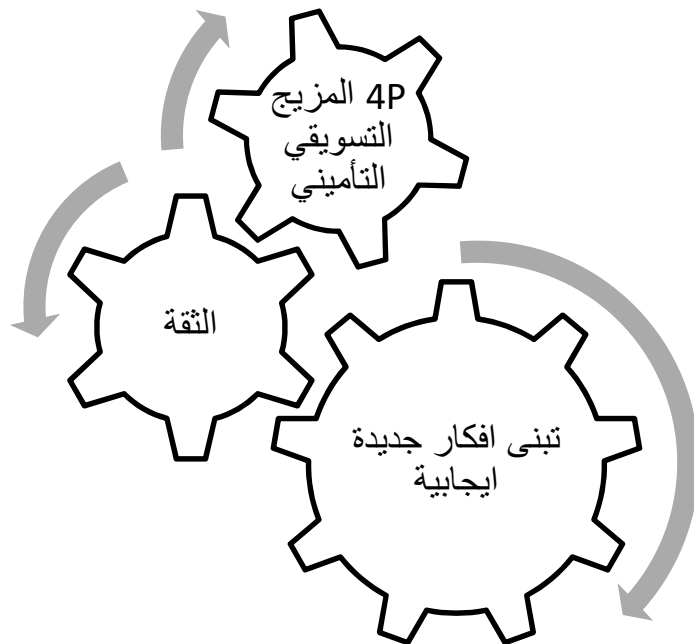 4P المزيج
التسويقي
التأميني
الثقة
تبنى افكار جديدة
ايجابية